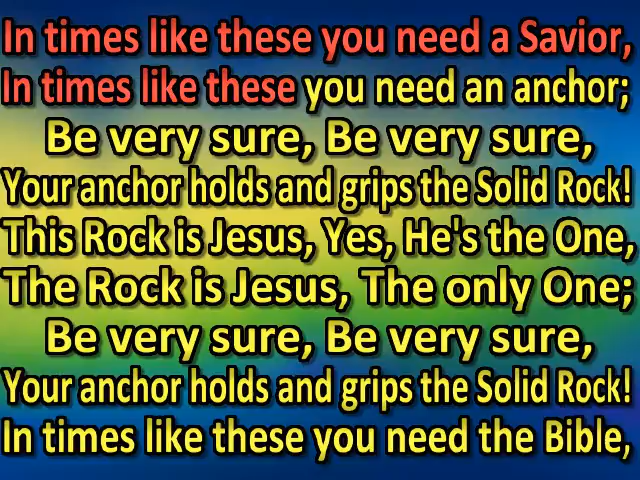 In times like these you need a Savior,
In times like these you need an anchor;
Be very sure, Be very sure,
Your anchor holds and grips the Solid Rock!
This Rock is Jesus, Yes, He's the One,
The Rock is Jesus, The only One;
Be very sure, Be very sure,
Your anchor holds and grips the Solid Rock!
In times like these you need the Bible,